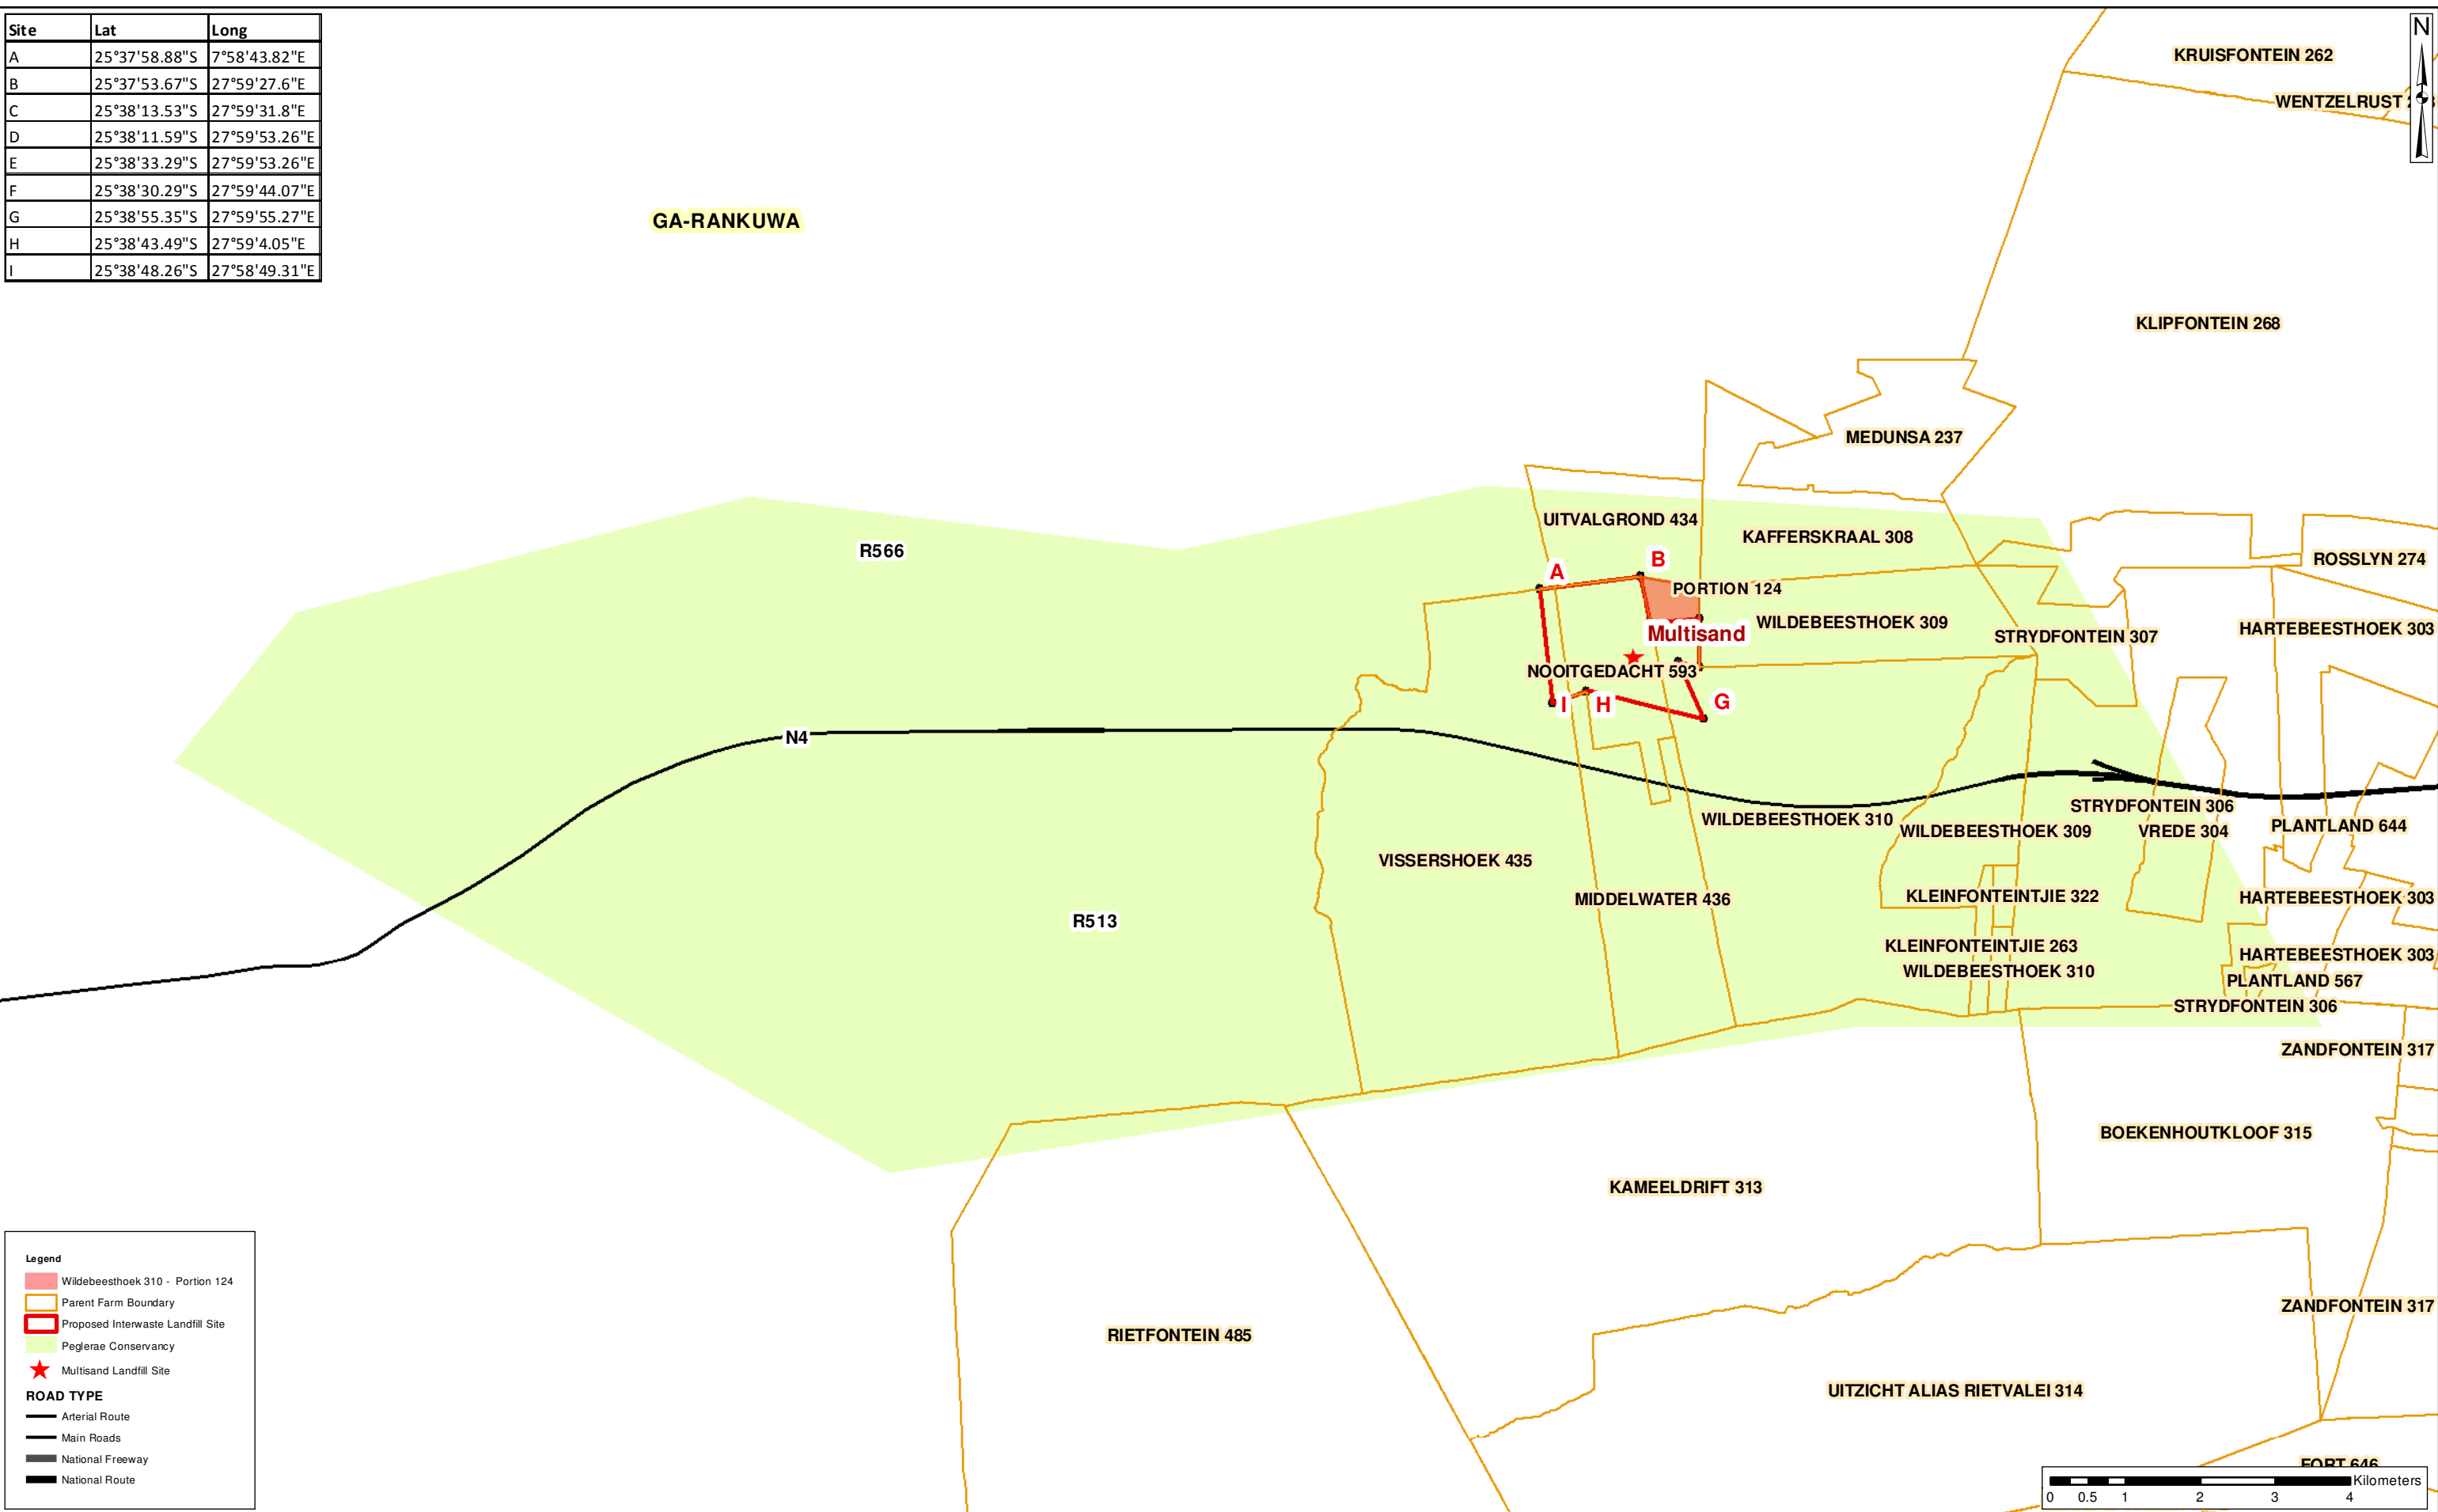 Site Lat Long
A 25°37'58.88"S 7°58'43.82"E
B 25°37'53.67"S 27°59'27.6"E
C 25°38'13.53"S 27°59'31.8"E
D 25°38'11.59"S 27°59'53.26"E
E 25°38'33.29"S 27°59'53.26"E
F 25°38'30.29"S 27°59'44.07"E
G 25°38'55.35"S 27°59'55.27"E
H 25°38'43.49"S 27°59'4.05"E
I 25°38'48.26"S 27°58'49.31"E
N
KRUISFONTEIN 262
WENTZELRUST
GA-RANKUWA
KLIPFONTEIN 268
MEDUNSA 237
UITVALGROND 434
KAFFERSKRAAL 308
R566
ROSSLYN 274
B
A
PORTION 124
WILDEBEESTHOEK 309
HARTEBEESTHOEK 303
Multisand
STRYDFONTEIN 307
NOOITGEDACHT 593
I
H
G
N4
STRYDFONTEIN 306
WILDEBEESTHOEK 310
WILDEBEESTHOEK 309
VREDE 304
PLANTLAND 644
VISSERSHOEK 435
MIDDELWATER 436
KLEINFONTEINTJIE 322
HARTEBEESTHOEK 303
R513
KLEINFONTEINTJIE 263
HARTEBEESTHOEK 303
WILDEBEESTHOEK 310
PLANTLAND 567
STRYDFONTEIN 306
ZANDFONTEIN 317
BOEKENHOUTKLOOF 315
KAMEELDRIFT 313
ZANDFONTEIN 317
RIETFONTEIN 485
UITZICHT ALIAS RIETVALEI 314
FORT 646
Legend
Wildebeesthoek 310 - Portion 124
Parent Farm Boundary
Proposed Interwaste Landfill Site
Peglerae Conservancy
Multisand Landfill Site
ROAD TYPE
Arterial Route
Main Roads
National Freeway
National Route
Kilometers
0 0.5 1 2 3 4